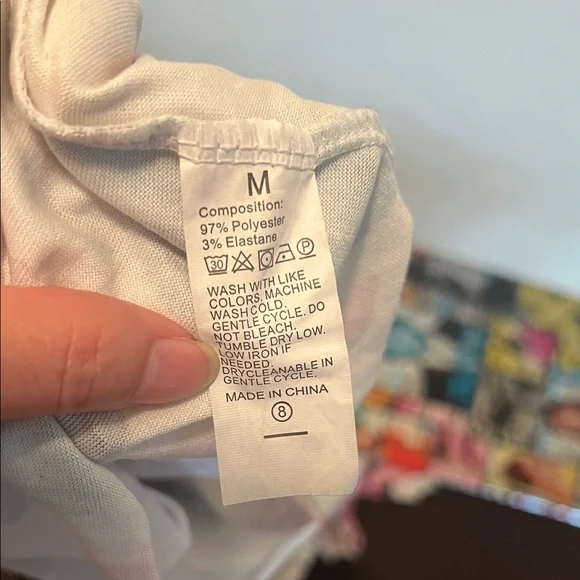 M
Composition:
97% Polyester
3% Elastane
30 P
WASH WITH LIKE
COLORS. MACHINE
WASH COLD.
GENTLE CYCLE. DO
NOT BLEACH.
TUMBLE DRY LOW.
LOW IRON IF
NEEDED.
DRYCLEANABLE IN
GENTLE CYCLE.
MADE IN CHINA
8